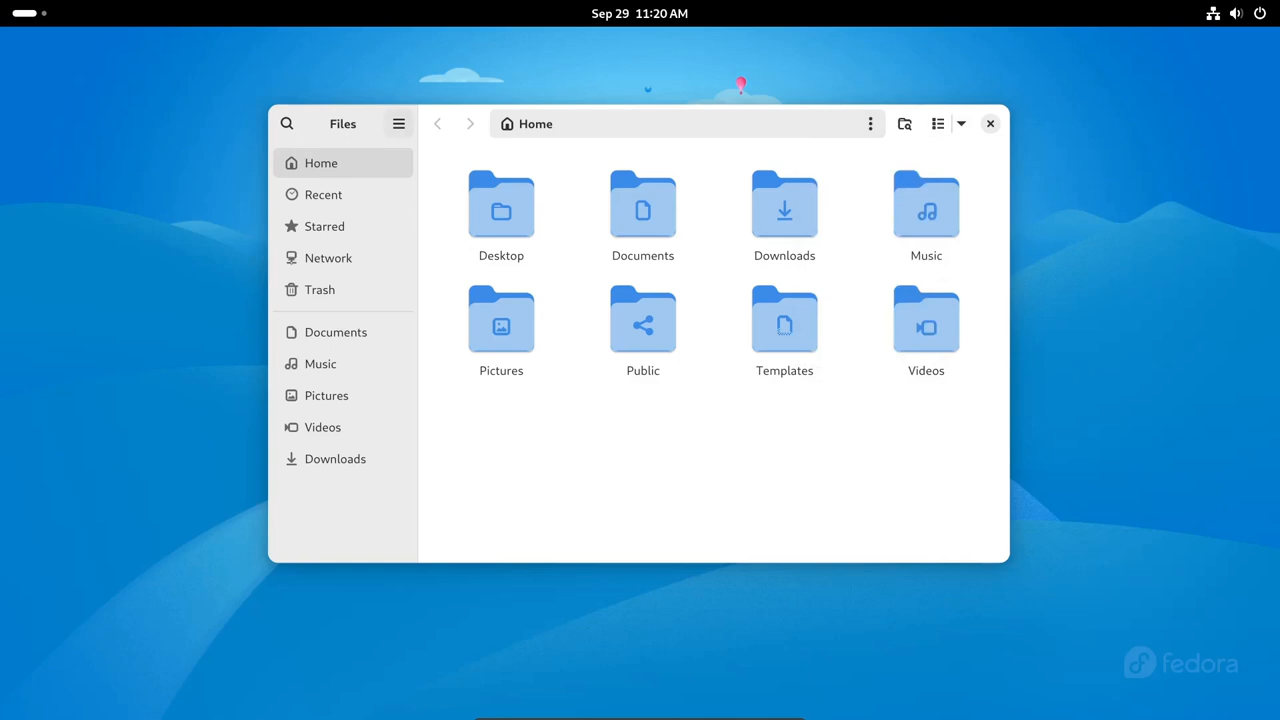 Sep 29 11:20 AM
Files
Home
Home
Recent
Starred
Network
Trash
Documents
Music
Pictures
Videos
Downloads
Desktop
Documents
Downloads
Music
Pictures
Public
Templates
Videos
fedora